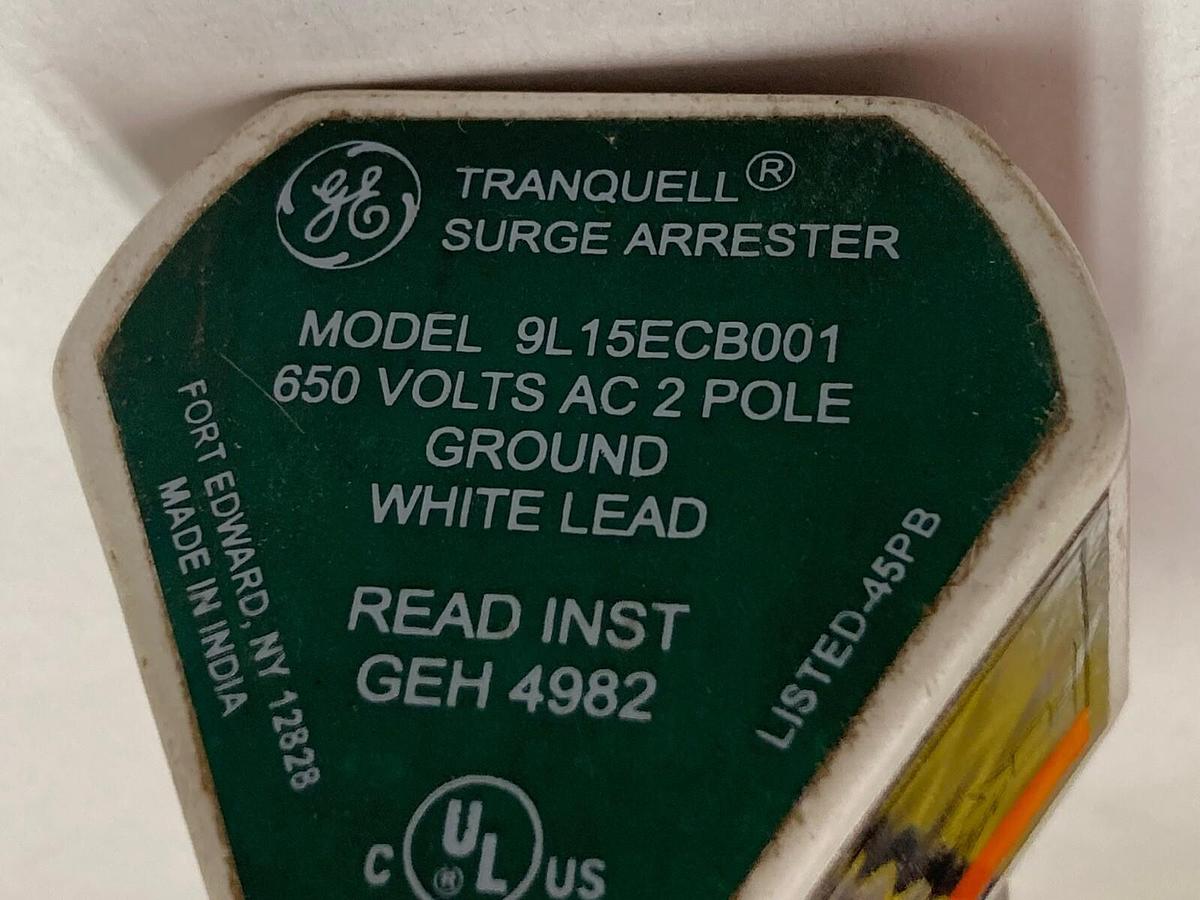 GE
TRANQUELL®
SURGE ARRESTER
MODEL 9L15ECB001
650 VOLTS AC 2 POLE
GROUND
WHITE LEAD
READ INST
GEH 4982
FORT EDWARD, NY 12828
MADE IN INDIA
LISTED-45PB
C UL® US